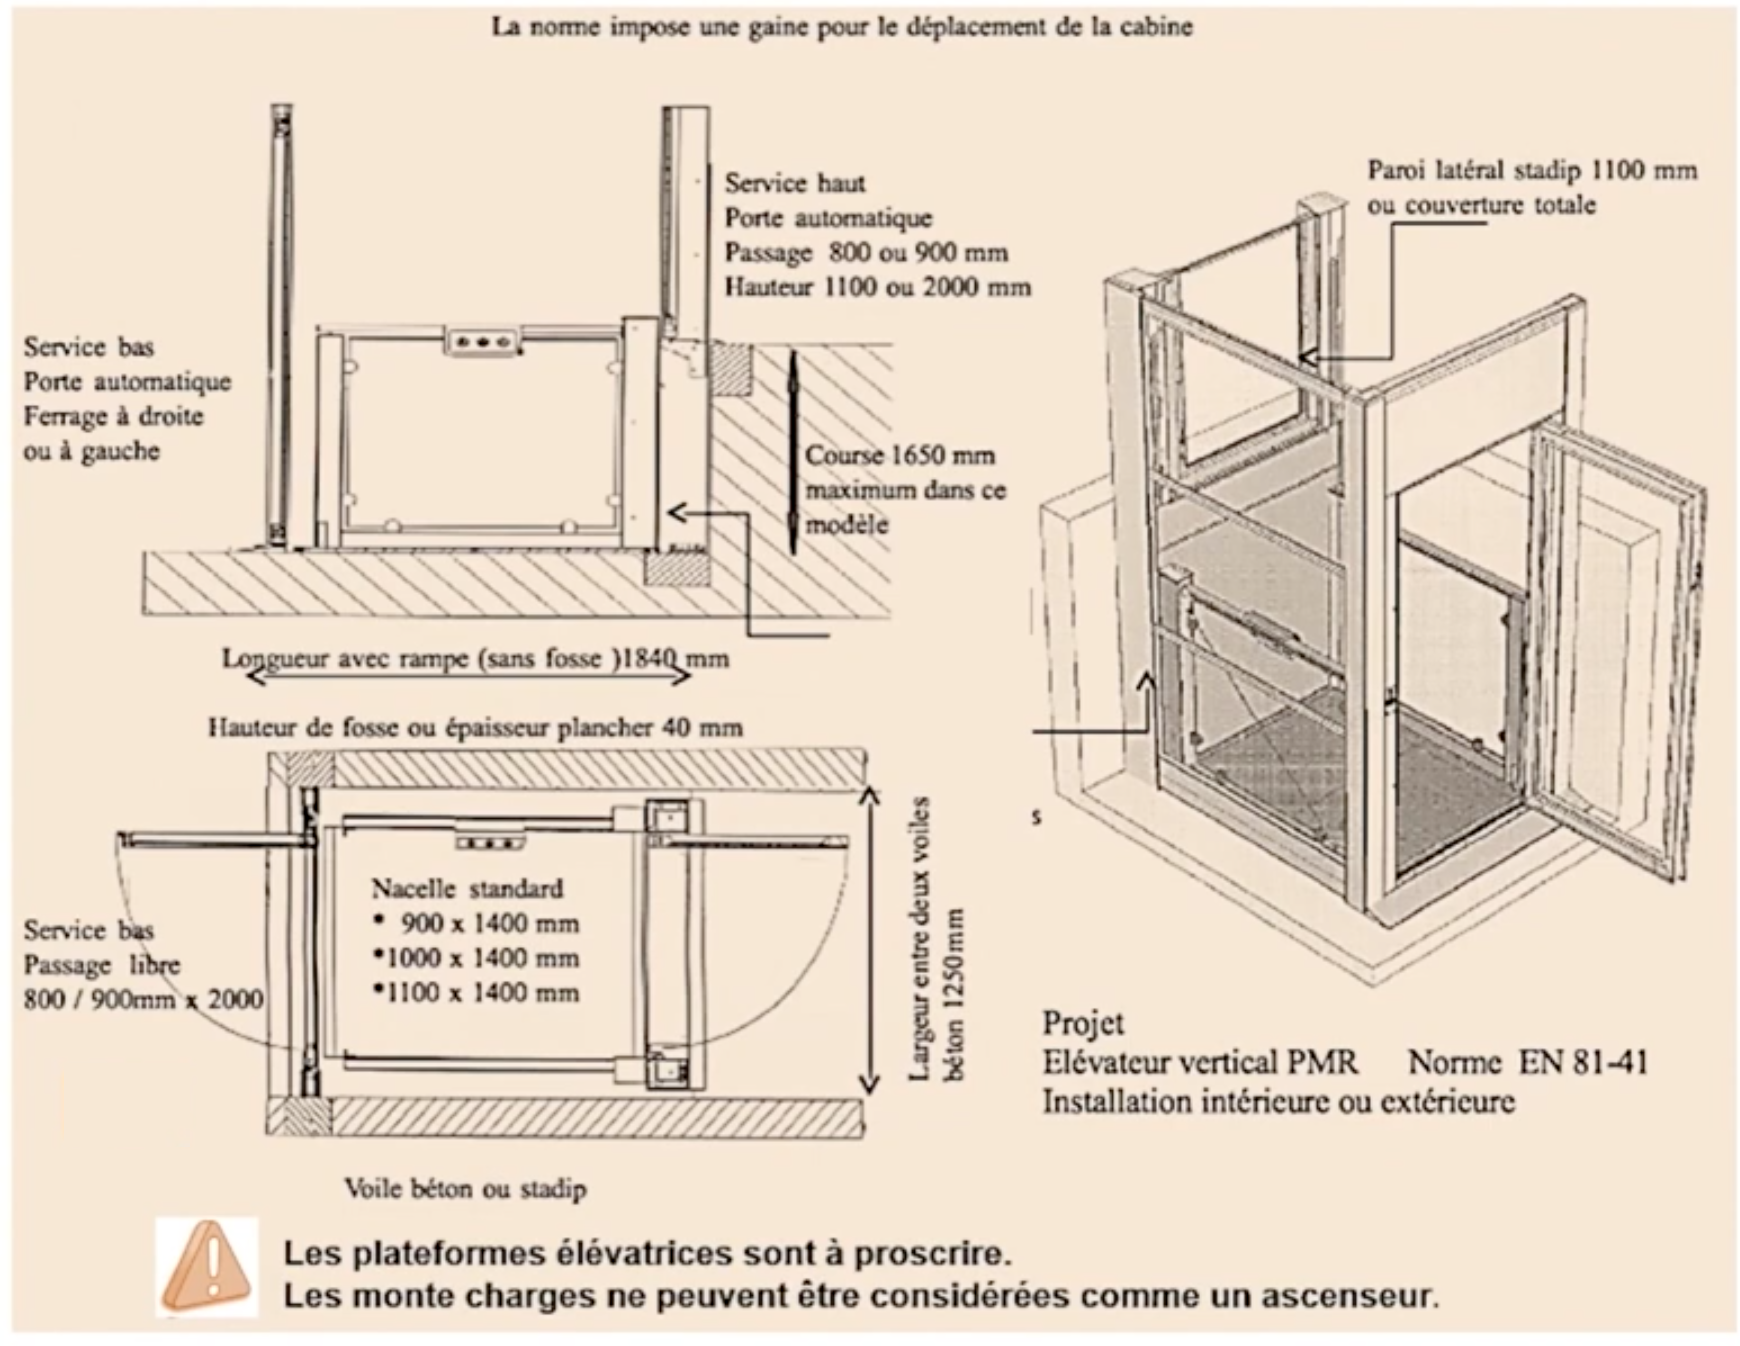 La norme impose une gaine pour le déplacement de la cabine
Service haut
Porte automatique
Passage 800 ou 900 mm
Hauteur 1100 ou 2000 mm
Paroi latéral stadip 1100 mm
ou couverture totale
Service bas
Porte automatique
Ferrage à droite
ou à gauche
Course 1650 mm
maximum dans ce
modèle
Longueur avec rampe (sans fosse )1840 mm
Hauteur de fosse ou épaisseur plancher 40 mm
Nacelle standard
• 900 x 1400 mm
•1000 x 1400 mm
•1100 x 1400 mm
Service bas
Passage libre
800 / 900mm x 2000
Largeur entre deux voiles
béton 1250mm
s
Projet
Elévateur vertical PMR Norme EN 81-41
Installation intérieure ou extérieure
Voile béton ou stadip
Les plateformes élévatrices sont à proscrire.
Les monte charges ne peuvent être considérées comme un ascenseur.